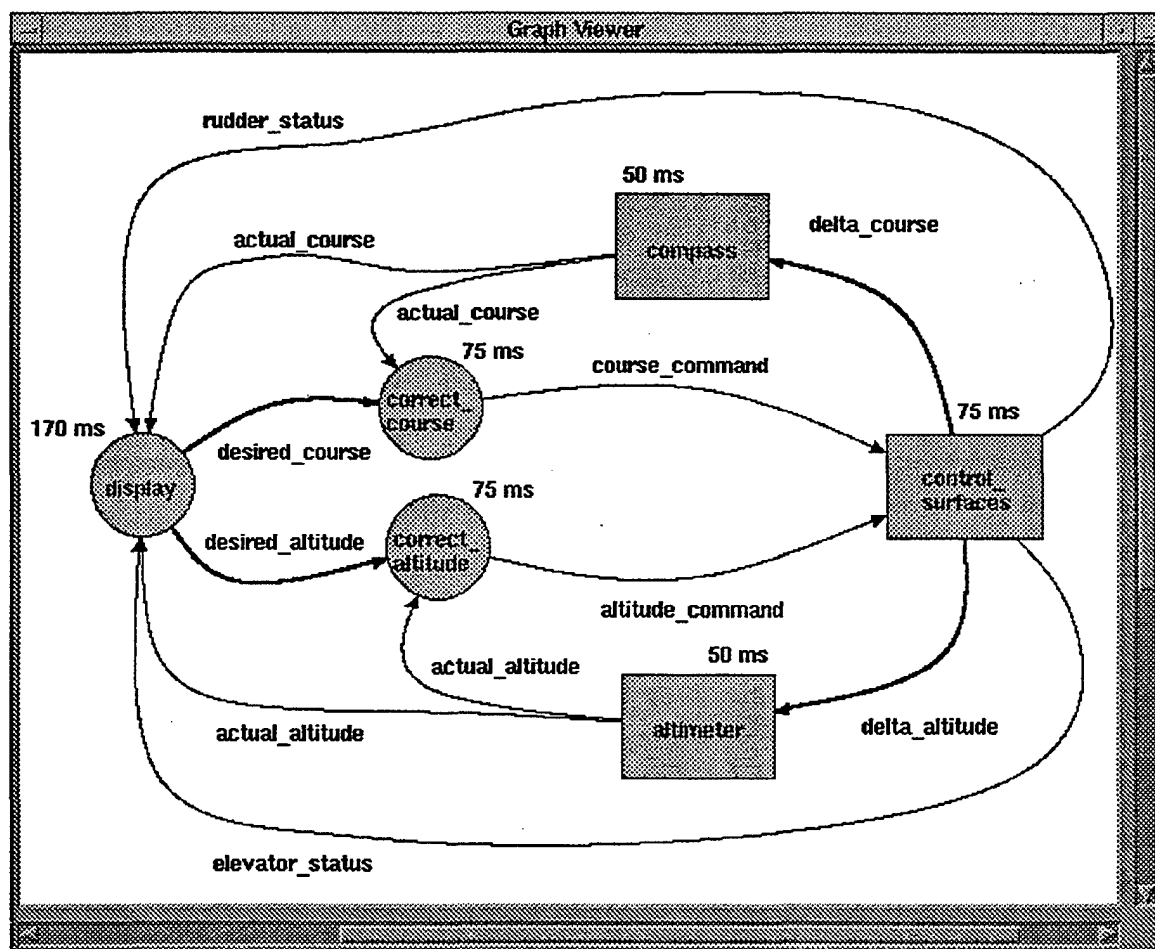 Graph Viewer
rudder_status
50 ms
delta_course
actual_course
compass
actual_course
75 ms
course_command
correct_
course
75 ms
170 ms
desired_course
display
75 ms
control_
surfaces
desired_altitude
correct_
altitude
altitude_command
50 ms
actual_altitude
actual_altitude
altimeter
delta_altitude
elevator_status